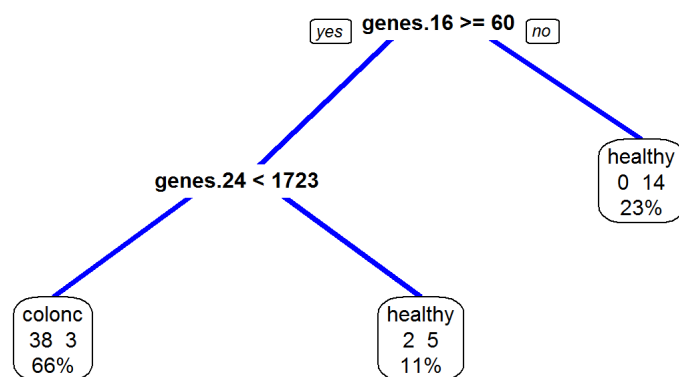 yes genes.16 >= 60 no
healthy
0 14
23%
genes.24 < 1723
colonc
38 3
66%
healthy
2 5
11%